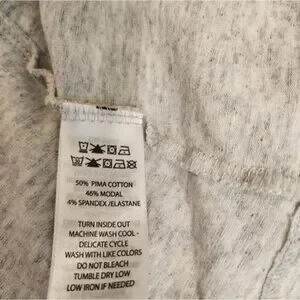 50% PIMA COTTON
46% MODAL
4% SPANDEX /ELASTANE
TURN INSIDE OUT
MACHINE WASH COOL -
DELICATE CYCLE
WASH WITH LIKE COLORS
DO NOT BLEACH
TUMBLE DRY LOW
LOW IRON IF NEEDED